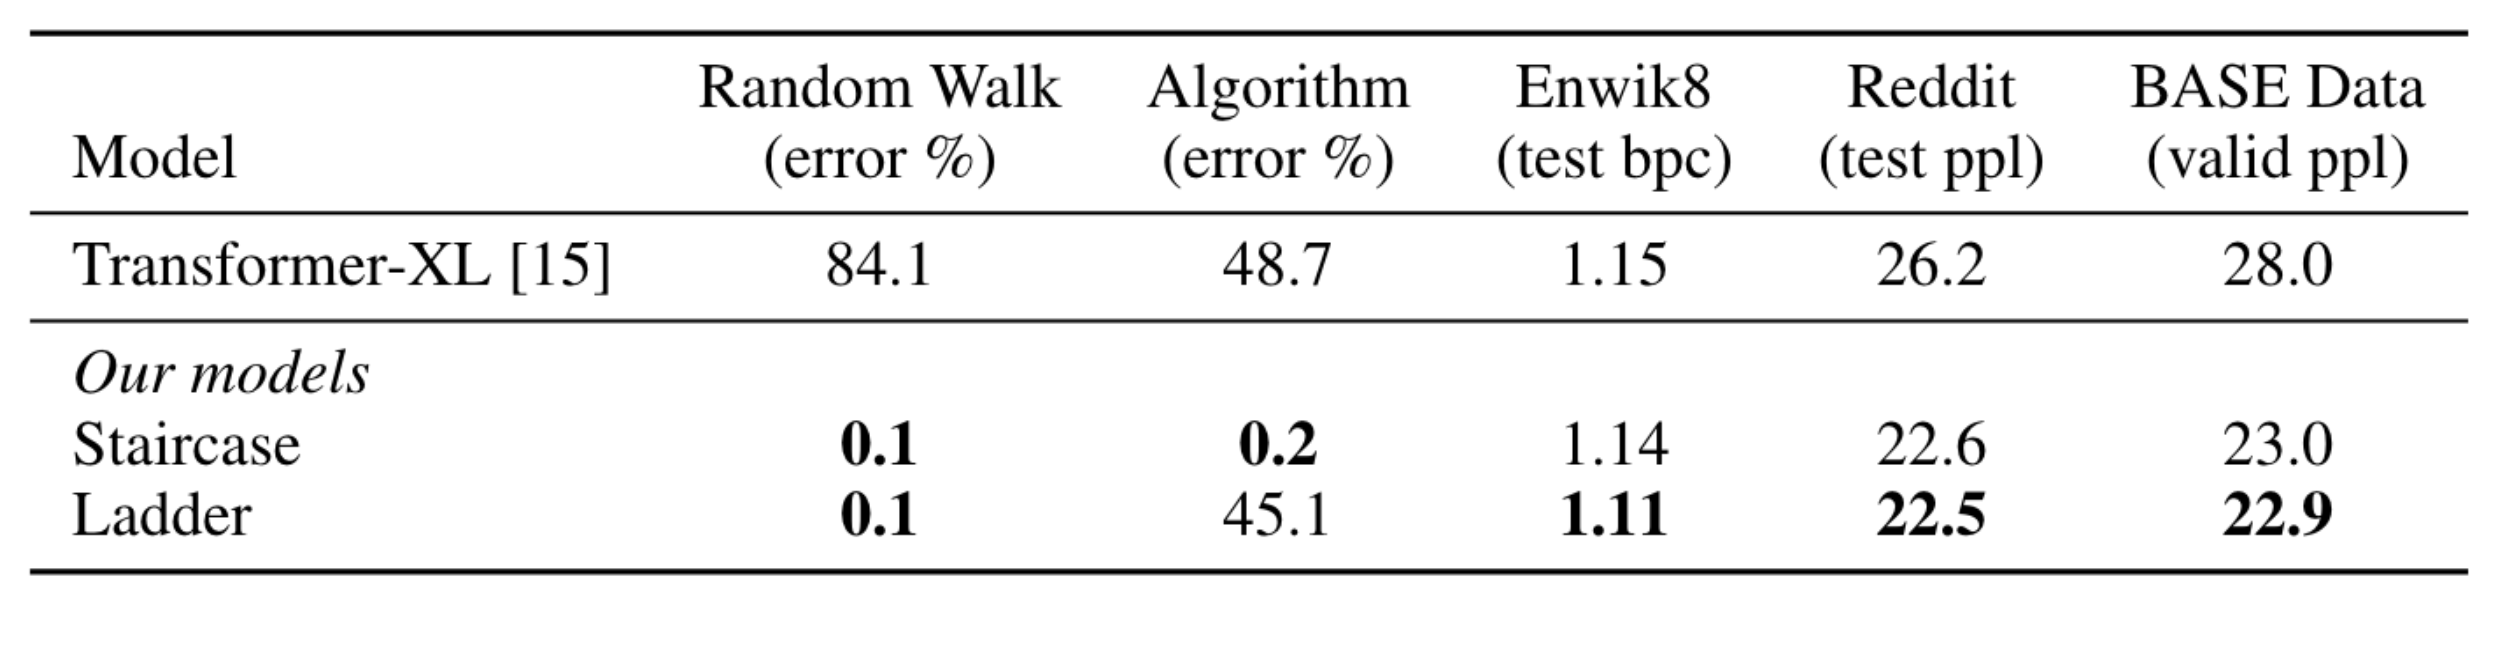 Random Walk Algorithm Enwik8 Reddit BASE Data
Model (error %) (error %) (test bpc) (test ppl) (valid ppl)
Transformer-XL [15] 84.1 48.7 1.15 26.2 28.0
Our models
Staircase 0.1 0.2 1.14 22.6 23.0
Ladder 0.1 45.1 1.11 22.5 22.9